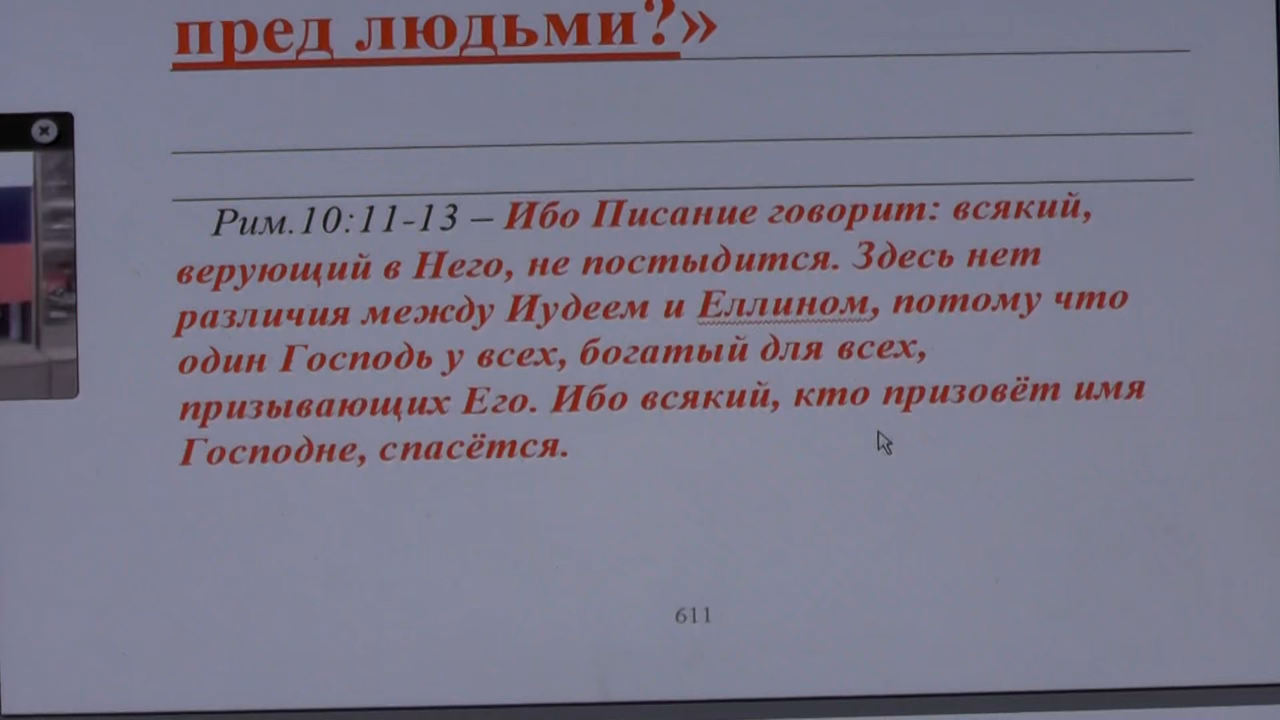 пред людьми?»
Рим.10:11-13 – Ибо Писание говорит: всякий,
верующий в Него, не постыдится. Здесь нет
различия между Иудеем и Еллином, потому что
один Господь у всех, богатый для всех,
призывающих Его. Ибо всякий, кто призовёт имя
Господне, спасётся.
611